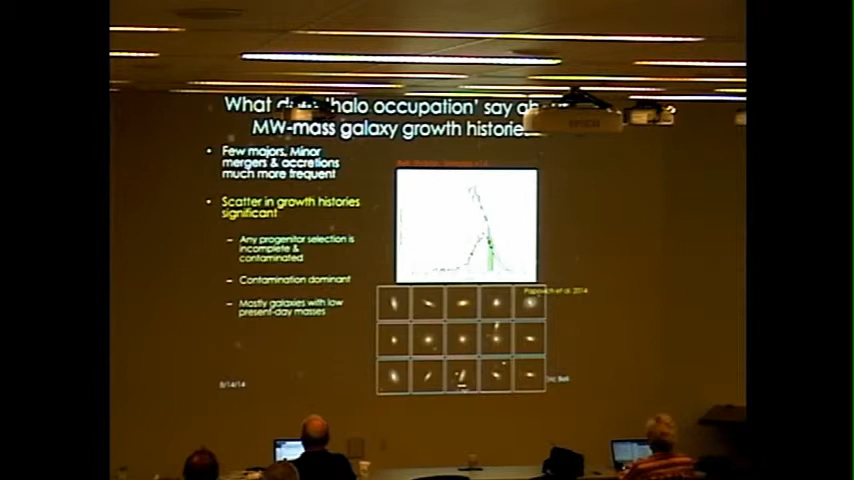 What 'halo occupation' say
MW-mass galaxy growth histories
• Few majors, Minor
mergers & accretions
much more frequent
• Scatter in growth histories
significant
– Any progenitor selection is
incomplete &
contaminated
– Contamination dominant
– Mostly galaxies with low
present-day masses
Papovich et al. 2014
8/14/14
Bell
EPSON